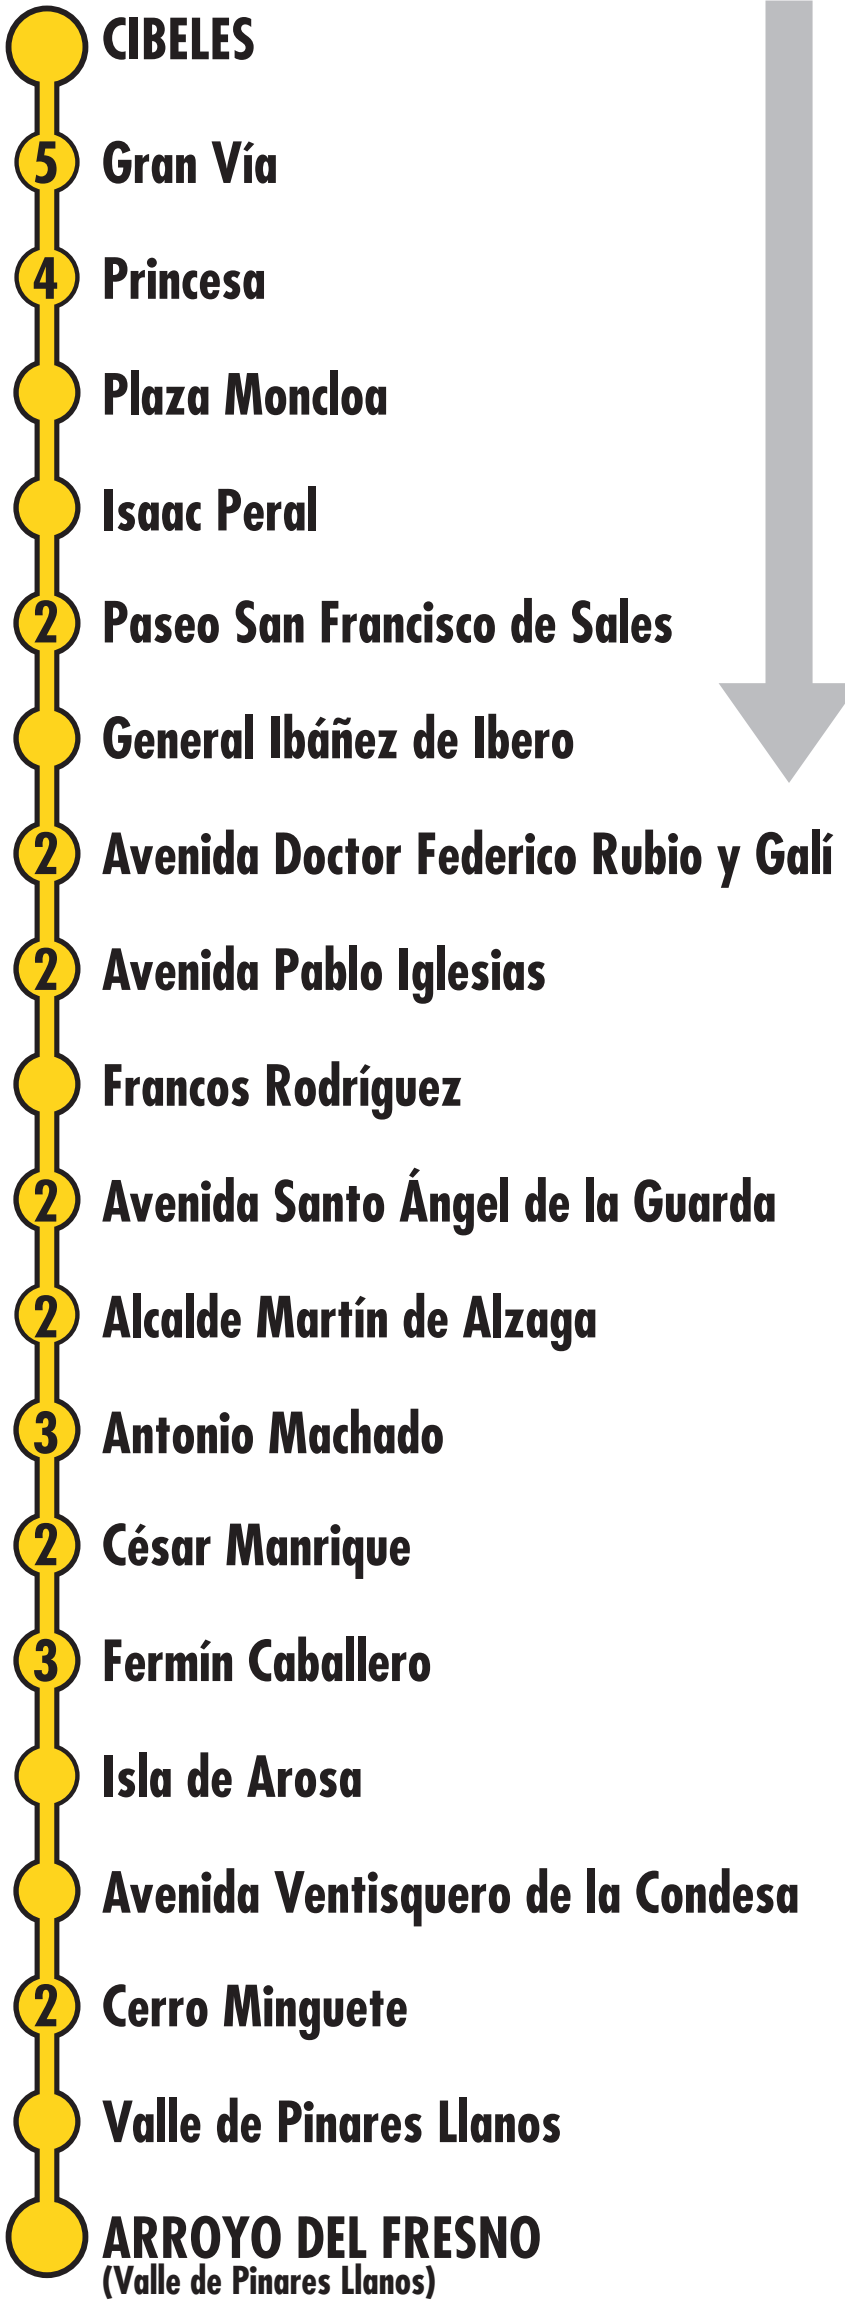 CIBELES
5 Gran Vía
4 Princesa
Plaza Moncloa
Isaac Peral
2 Paseo San Francisco de Sales
General Ibáñez de Ibero
2 Avenida Doctor Federico Rubio y Galí
2 Avenida Pablo Iglesias
Francos Rodríguez
2 Avenida Santo Ángel de la Guarda
2 Alcalde Martín de Alzaga
3 Antonio Machado
2 César Manrique
3 Fermín Caballero
Isla de Arosa
Avenida Ventisquero de la Condesa
2 Cerro Minguete
Valle de Pinares Llanos
ARROYO DEL FRESNO
(Valle de Pinares Llanos)